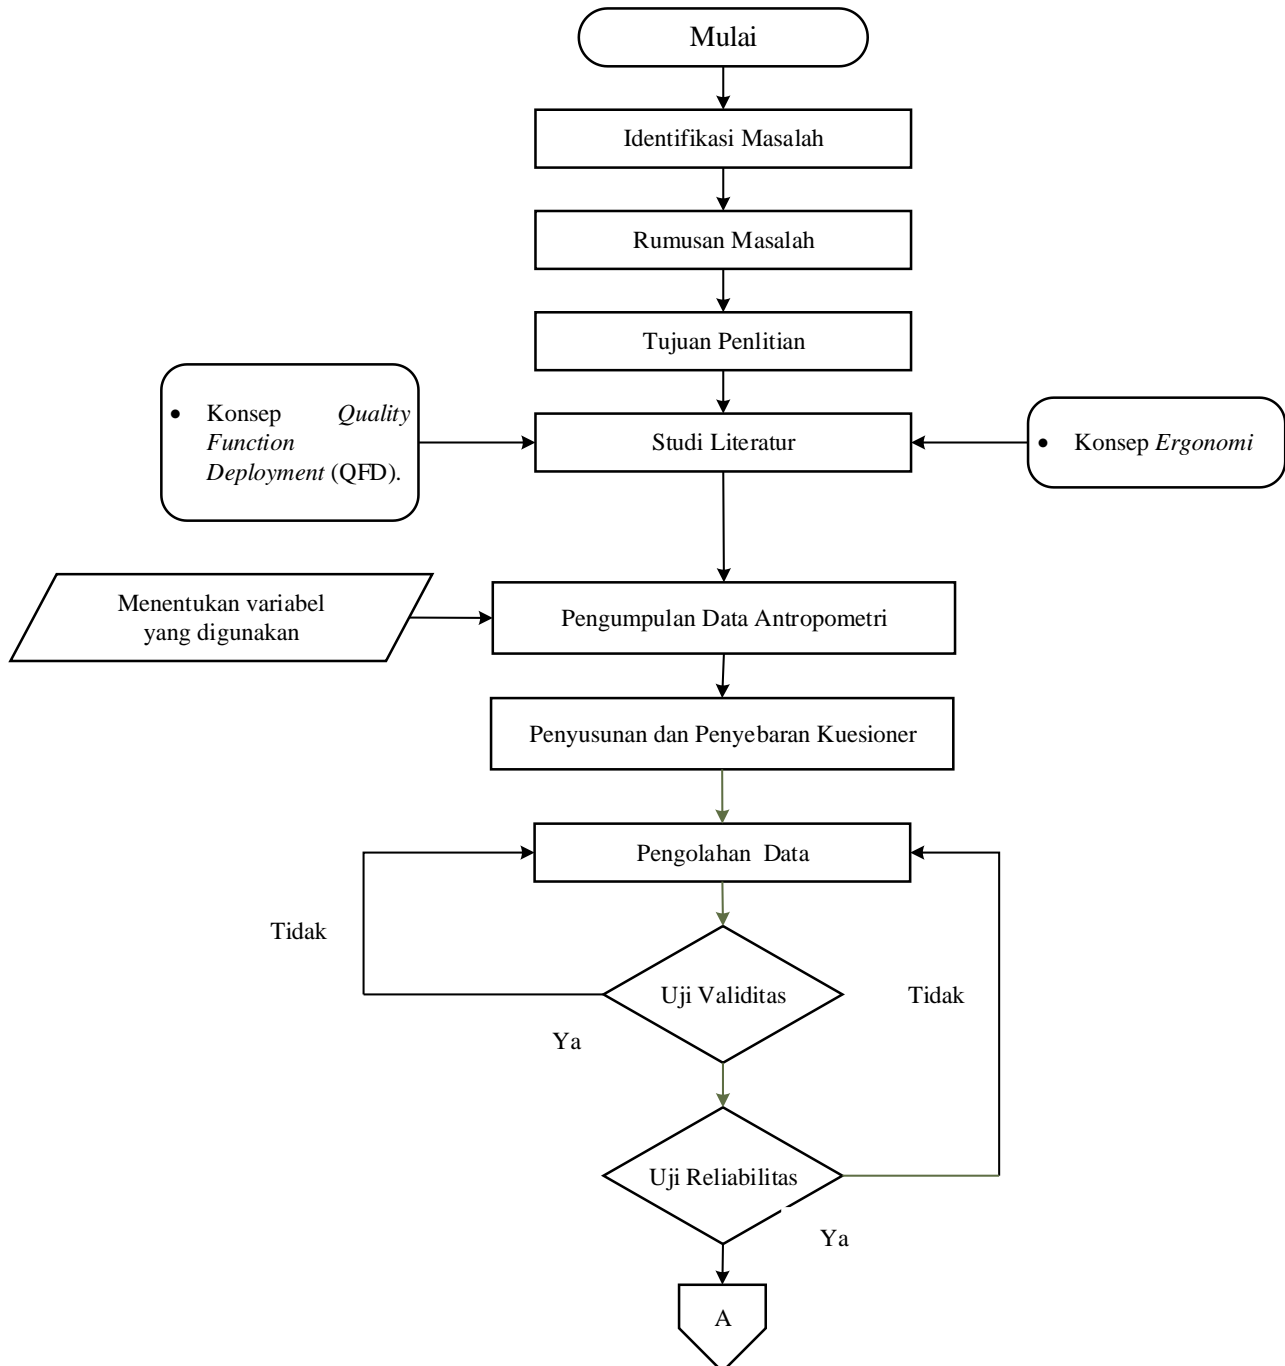 Mulai
Identifikasi Masalah
Rumusan Masalah
Tujuan Penlitian
• Konsep Quality
Function
Deployment (QFD).
Studi Literatur
• Konsep Ergonomi
Menentukan variabel
yang digunakan
Pengumpulan Data Antropometri
Penyusunan dan Penyebaran Kuesioner
Pengolahan Data
Tidak
Uji Validitas
Tidak
Ya
Uji Reliabilitas
Ya
A